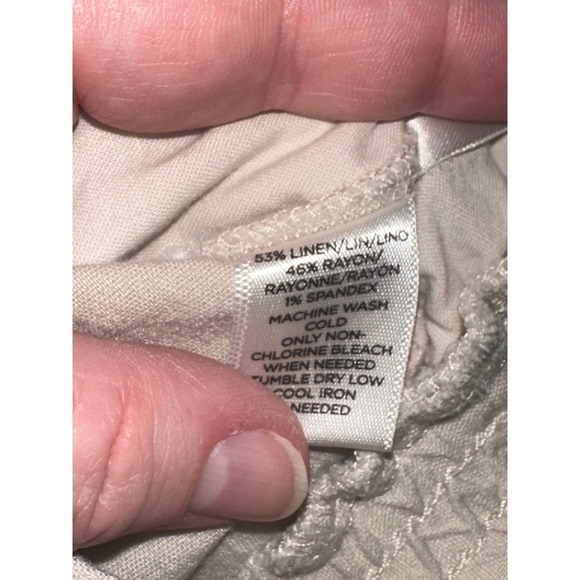 53% LINEN/LIN/LINO
46% RAYON/
RAYONNE/RAYON
1% SPANDEX
MACHINE WASH
COLD
ONLY NON-
CHLORINE BLEACH
WHEN NEEDED
TUMBLE DRY LOW
COOL IRON
NEEDED